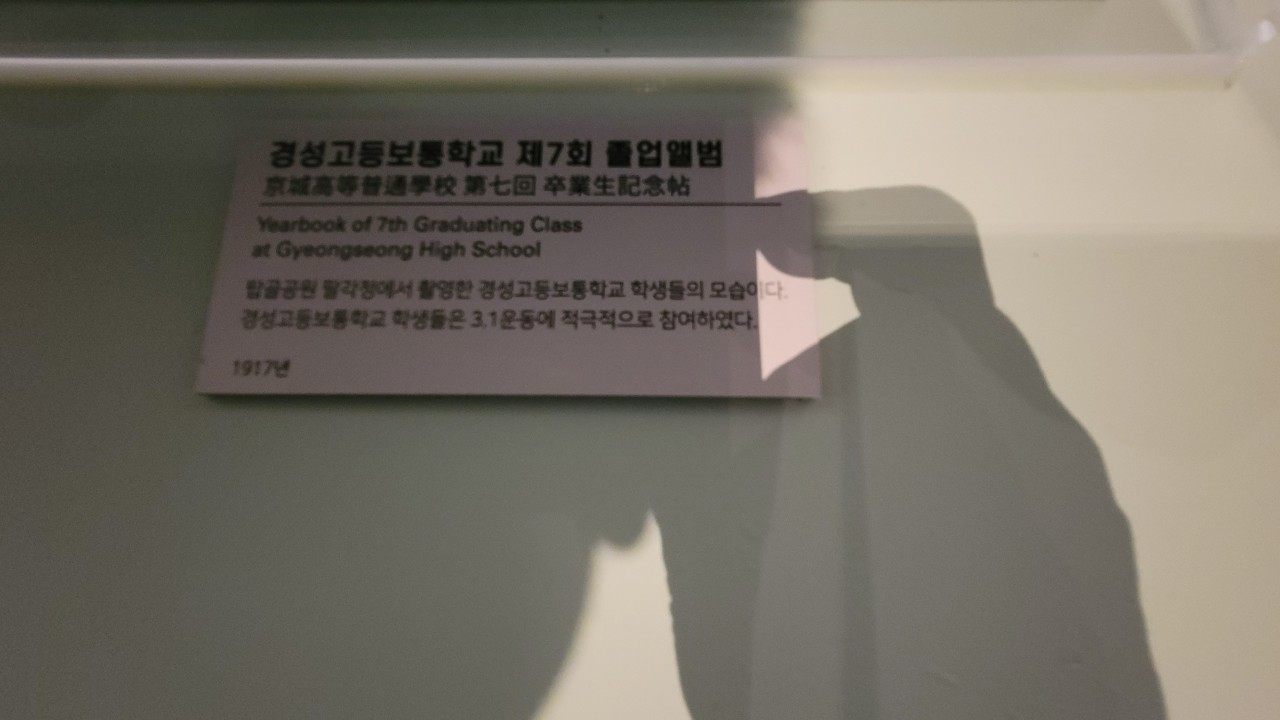 경성고등보통학교 제7회 졸업앨범
京城高等普通學校 第七回 卒業生記念帖
Yearbook of 7th Graduating Class
at Gyeongseong High School
탑골공원 팔각정에서 촬영한 경성고등보통학교 학생들의 모습이다.
경성고등보통학교 학생들은 3.1운동에 적극적으로 참여하였다.
1917년